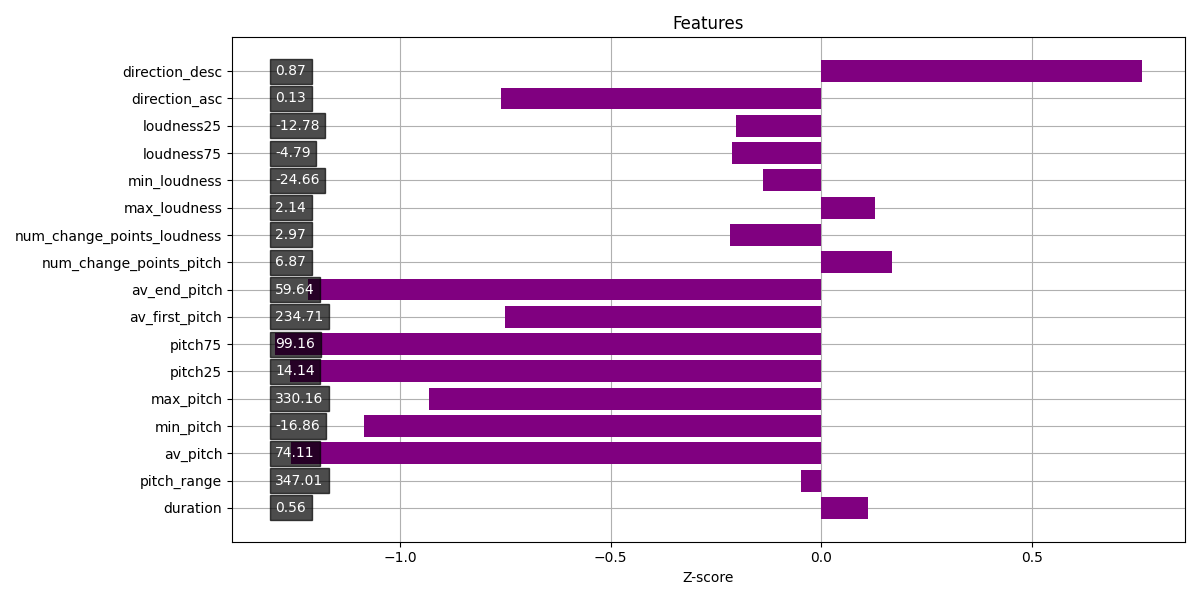 Features
direction_desc 0.87
direction_asc 0.13
loudness25 -12.78
loudness75 -4.79
min_loudness -24.66
max_loudness 2.14
num_change_points_loudness 2.97
num_change_points_pitch 6.87
av_end_pitch 59.64
av_first_pitch 234.71
pitch75 99.16
pitch25 14.14
max_pitch 330.16
min_pitch -16.86
av_pitch 74.11
pitch_range 347.01
duration 0.56
−1.0 −0.5 0.0 0.5
Z-score